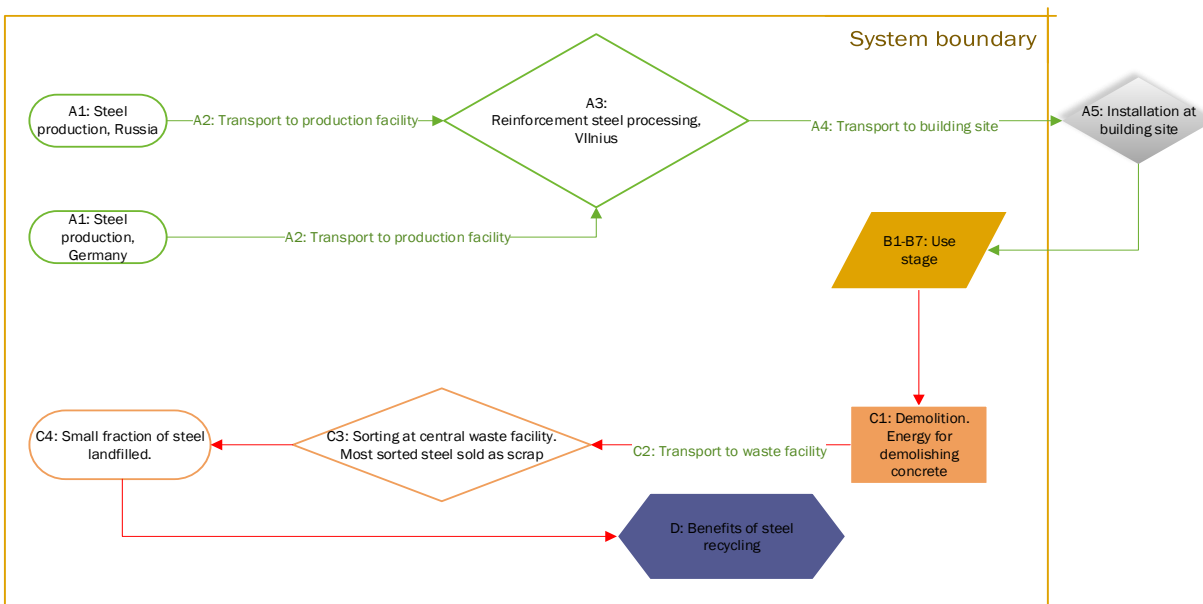 System boundary
A1: Steel
production, Russia
A2: Transport to production facility
A3:
Reinforcement steel processing,
VIlnius
A4: Transport to building site
A5: Installation at
building site
A1: Steel
production,
Germany
A2: Transport to production facility
B1-B7: Use
stage
C4: Small fraction of steel
landfilled.
C3: Sorting at central waste facility.
Most sorted steel sold as scrap
C2: Transport to waste facility
C1: Demolition.
Energy for
demolishing
concrete
D: Benefits of steel
recycling